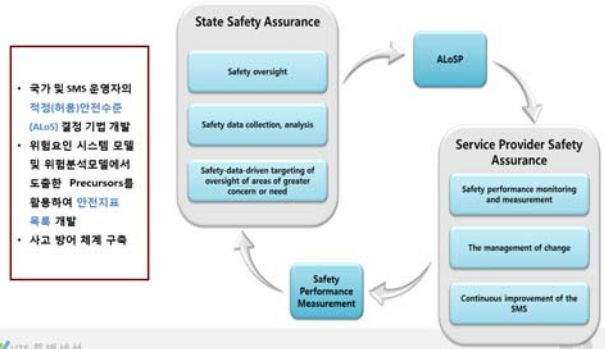 • 국가 및 SMS 운영자의
적정(허용)안전수준
(ALoS) 결정 기법 개발
• 위험요인 시스템 모델
및 위험분석모델에서
도출한 Precursors를
활용하여 안전지표
목록 개발
• 사고 방어 체계 구축
State Safety Assurance
Safety oversight
Safety data collection, analysis
Safety-data-driven targeting of
oversight of areas of greater
concern or need
ALoSP
Service Provider Safety
Assurance
Safety performance monitoring
and measurement
The management of change
Continuous improvement of the
SMS
Safety
Performance
Measurement
VTS 특별세션